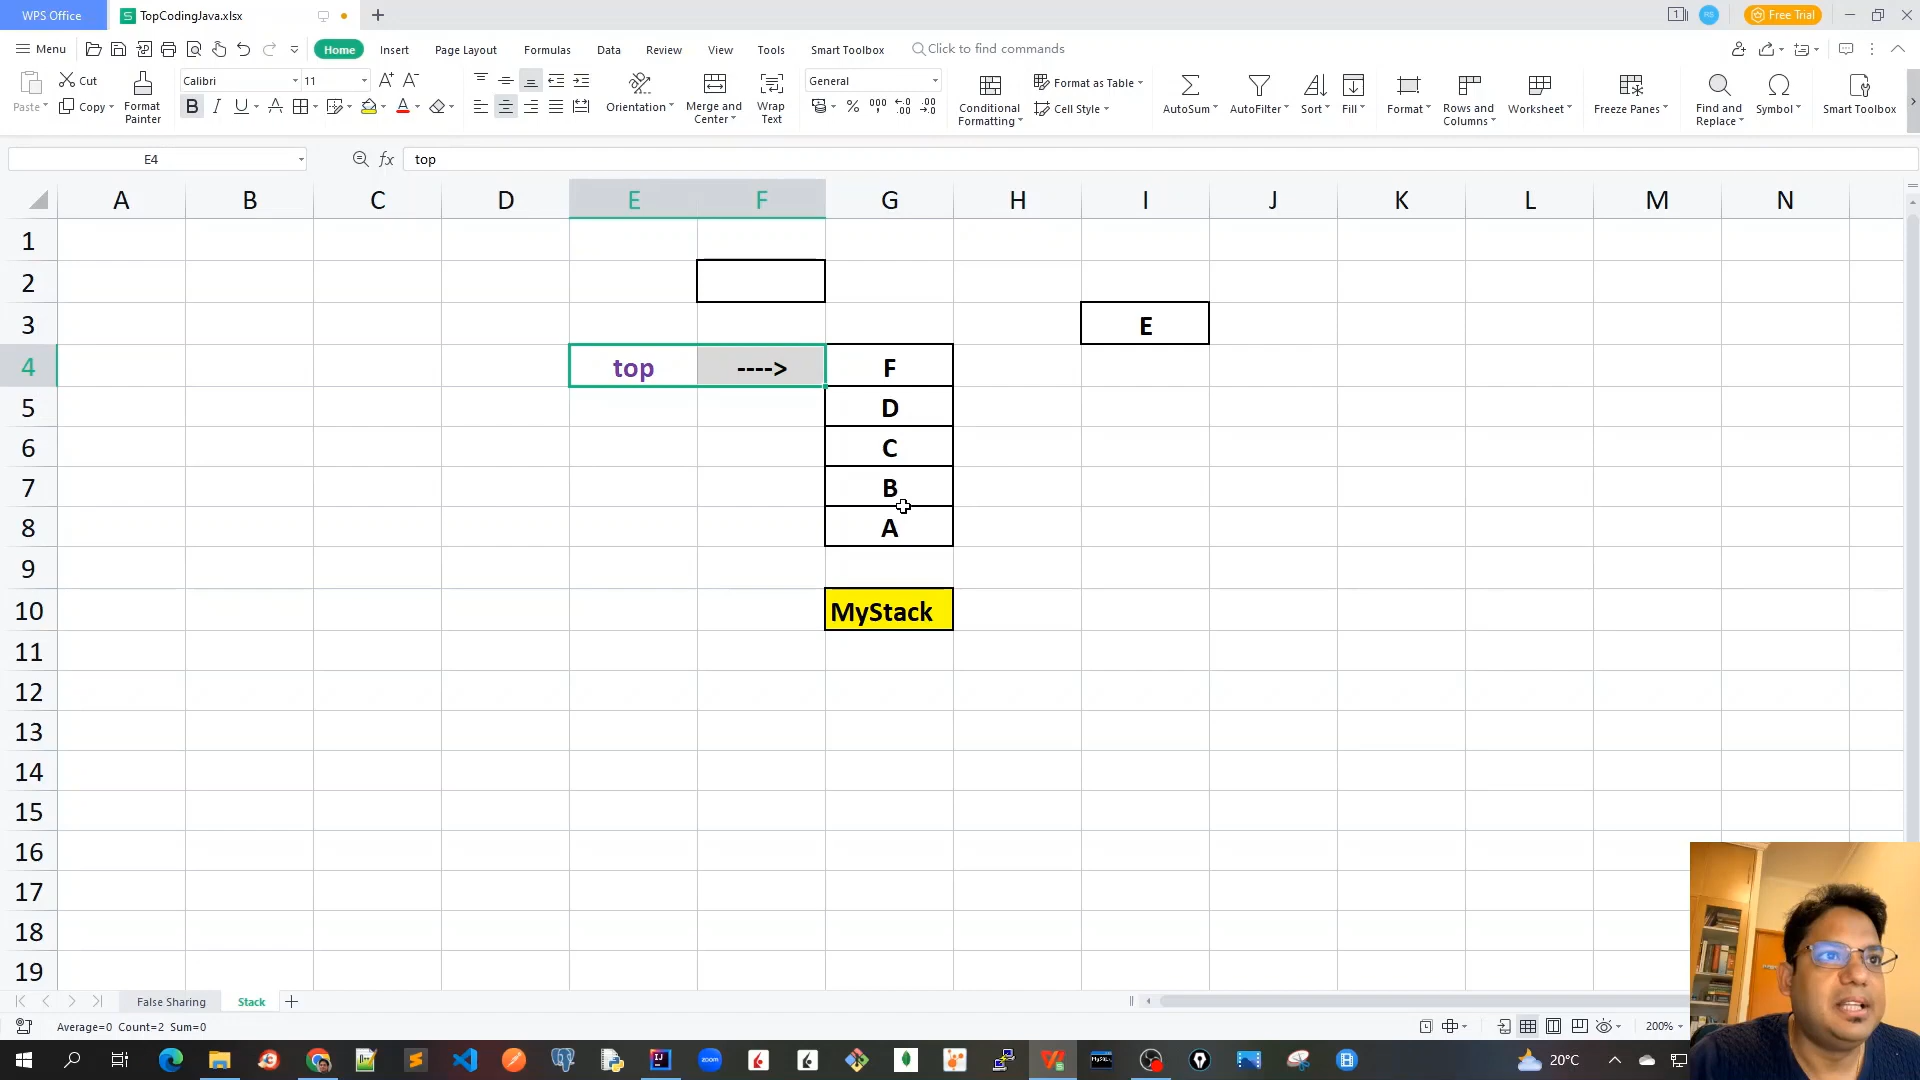 WPS Office
TopCodingJava.xlsx
1
RS
Free Trial
Menu
Home
Insert
Page Layout
Formulas
Data
Review
View
Tools
Smart Toolbox
Click to find commands
Paste
Cut
Copy
Format Painter
Calibri
11
Orientation
Merge and Center
Wrap Text
General
Conditional Formatting
Format as Table
Cell Style
AutoSum
AutoFilter
Sort
Fill
Format
Rows and Columns
Worksheet
Freeze Panes
Find and Replace
Symbol
Smart Toolbox
E4
fx
top
A B C D E F G H I J K L M N
1
2
3 E
4 top ----> F
5 D
6 C
7 B
8 A
9
10 MyStack
11
12
13
14
15
16
17
18
19
False Sharing
Stack
Average=0 Count=2 Sum=0
200%
zoom
20°C